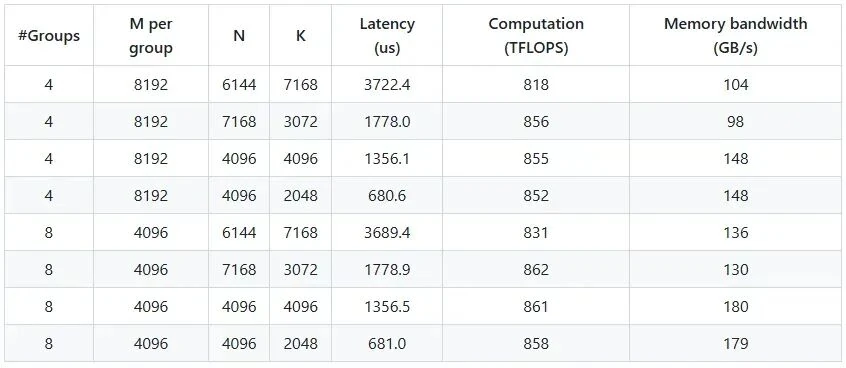 #Groups M per group N K Latency (us) Computation (TFLOPS) Memory bandwidth (GB/s)
4 8192 6144 7168 3722.4 818 104
4 8192 7168 3072 1778.0 856 98
4 8192 4096 4096 1356.1 855 148
4 8192 4096 2048 680.6 852 148
8 4096 6144 7168 3689.4 831 136
8 4096 7168 3072 1778.9 862 130
8 4096 4096 4096 1356.5 861 180
8 4096 4096 2048 681.0 858 179